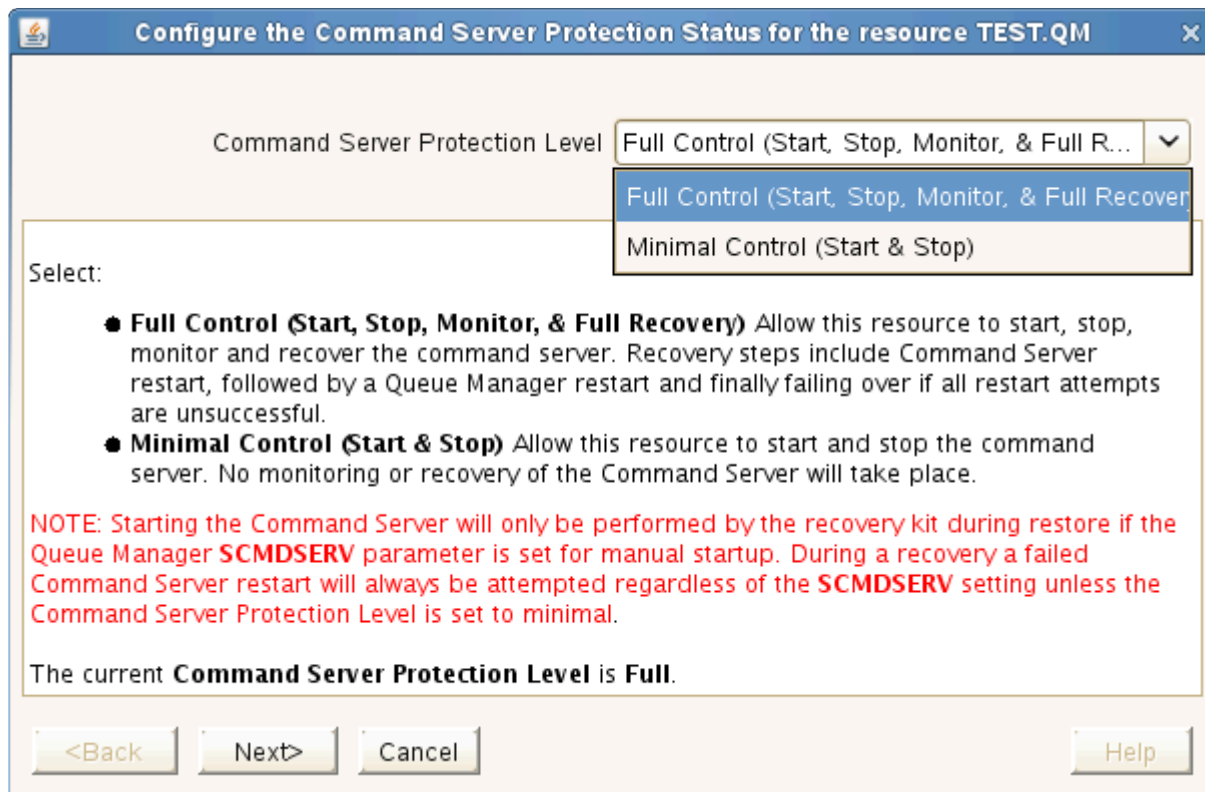 Configure the Command Server Protection Status for the resource TEST.QM
Command Server Protection Level Full Control (Start, Stop, Monitor, & Full R...
Full Control (Start, Stop, Monitor, & Full Recovery
Minimal Control (Start & Stop)
Select:
Full Control (Start, Stop, Monitor, & Full Recovery) Allow this resource to start, stop,
monitor and recover the command server. Recovery steps include Command Server
restart, followed by a Queue Manager restart and finally failing over if all restart attempts
are unsuccessful.
Minimal Control (Start & Stop) Allow this resource to start and stop the command
server. No monitoring or recovery of the Command Server will take place.
NOTE: Starting the Command Server will only be performed by the recovery kit during restore if the
Queue Manager SCMDSERV parameter is set for manual startup. During a recovery a failed
Command Server restart will always be attempted regardless of the SCMDSERV setting unless the
Command Server Protection Level is set to minimal.
The current Command Server Protection Level is Full.
<Back Next> Cancel Help